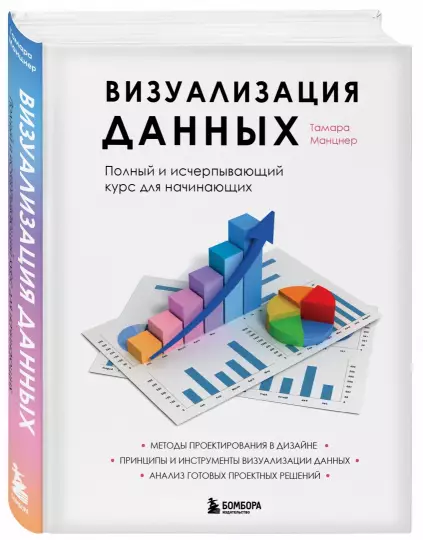 ВИЗУАЛИЗАЦИЯ
ДАННЫХ
Тамара
Манцнер
Полный и исчерпывающий
курс для начинающих
• МЕТОДЫ ПРОЕКТИРОВАНИЯ В ДИЗАЙНЕ
• ПРИНЦИПЫ И ИНСТРУМЕНТЫ ВИЗУАЛИЗАЦИИ ДАННЫХ •
• АНАЛИЗ ГОТОВЫХ ПРОЕКТНЫХ РЕШЕНИЙ •
БОМБОРА
ИЗДАТЕЛЬСТВО
Тамара
Манцнер
ВИЗУАЛИЗАЦИЯ ДАННЫХ